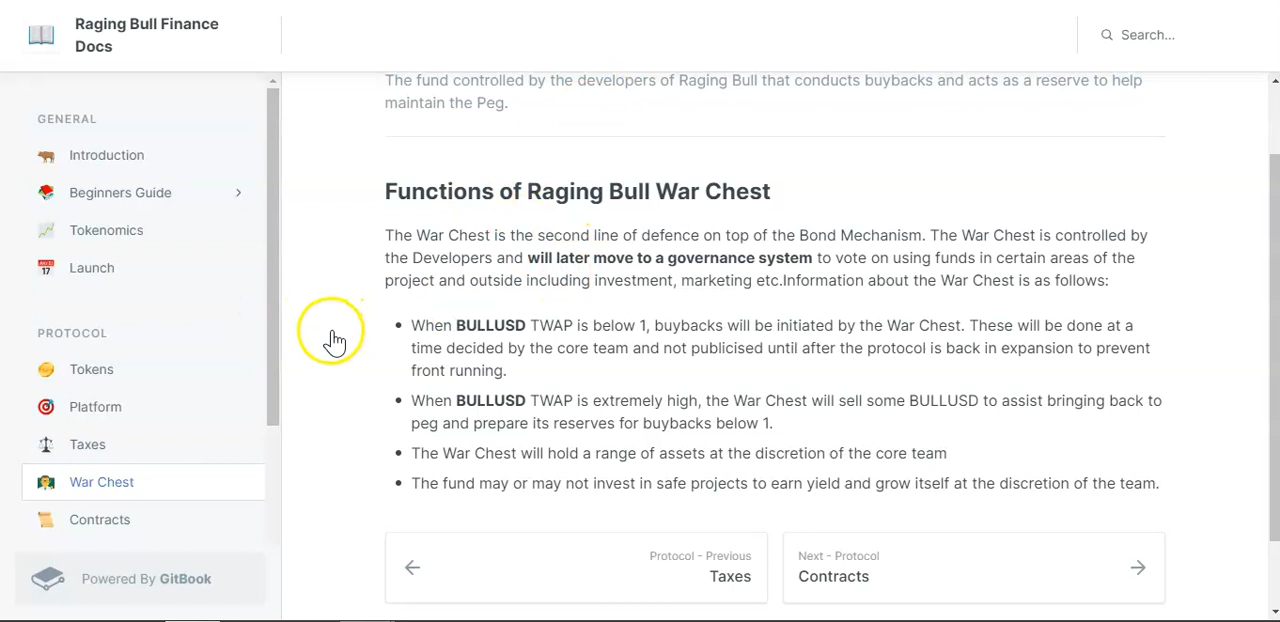 Raging Bull Finance
Docs
Search...
GENERAL
Introduction
Beginners Guide
Tokenomics
Launch
PROTOCOL
Tokens
Platform
Taxes
War Chest
Contracts
Powered By GitBook
The fund controlled by the developers of Raging Bull that conducts buybacks and acts as a reserve to help
maintain the Peg.
Functions of Raging Bull War Chest
The War Chest is the second line of defence on top of the Bond Mechanism. The War Chest is controlled by
the Developers and will later move to a governance system to vote on using funds in certain areas of the
project and outside including investment, marketing etc.Information about the War Chest is as follows:
When BULLUSD TWAP is below 1, buybacks will be initiated by the War Chest. These will be done at a
time decided by the core team and not publicised until after the protocol is back in expansion to prevent
front running.
When BULLUSD TWAP is extremely high, the War Chest will sell some BULLUSD to assist bringing back to
peg and prepare its reserves for buybacks below 1.
The War Chest will hold a range of assets at the discretion of the core team
The fund may or may not invest in safe projects to earn yield and grow itself at the discretion of the team.
Protocol - Previous
Taxes
Next - Protocol
Contracts